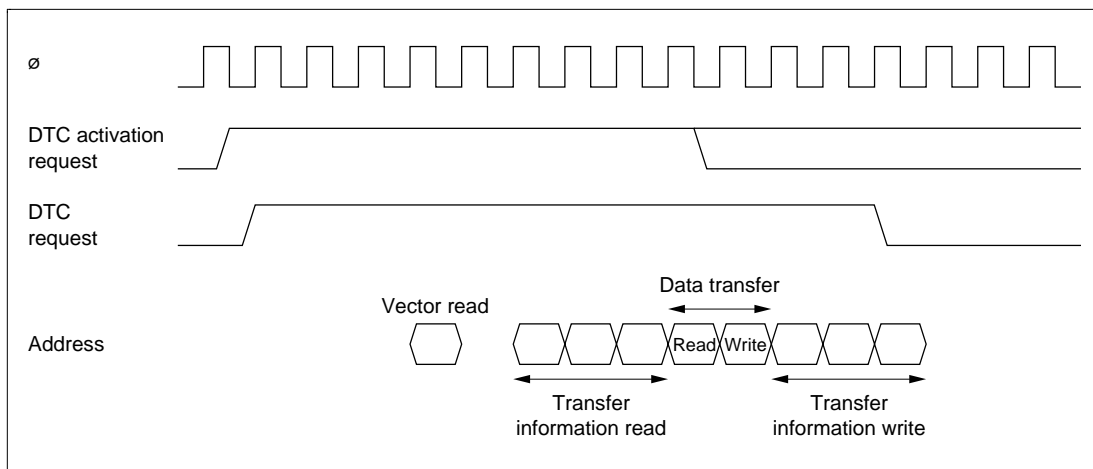 ø
DTC activation
request
DTC
request
Data transfer
Vector read
Address
Read
Write
Transfer
information read
Transfer
information write